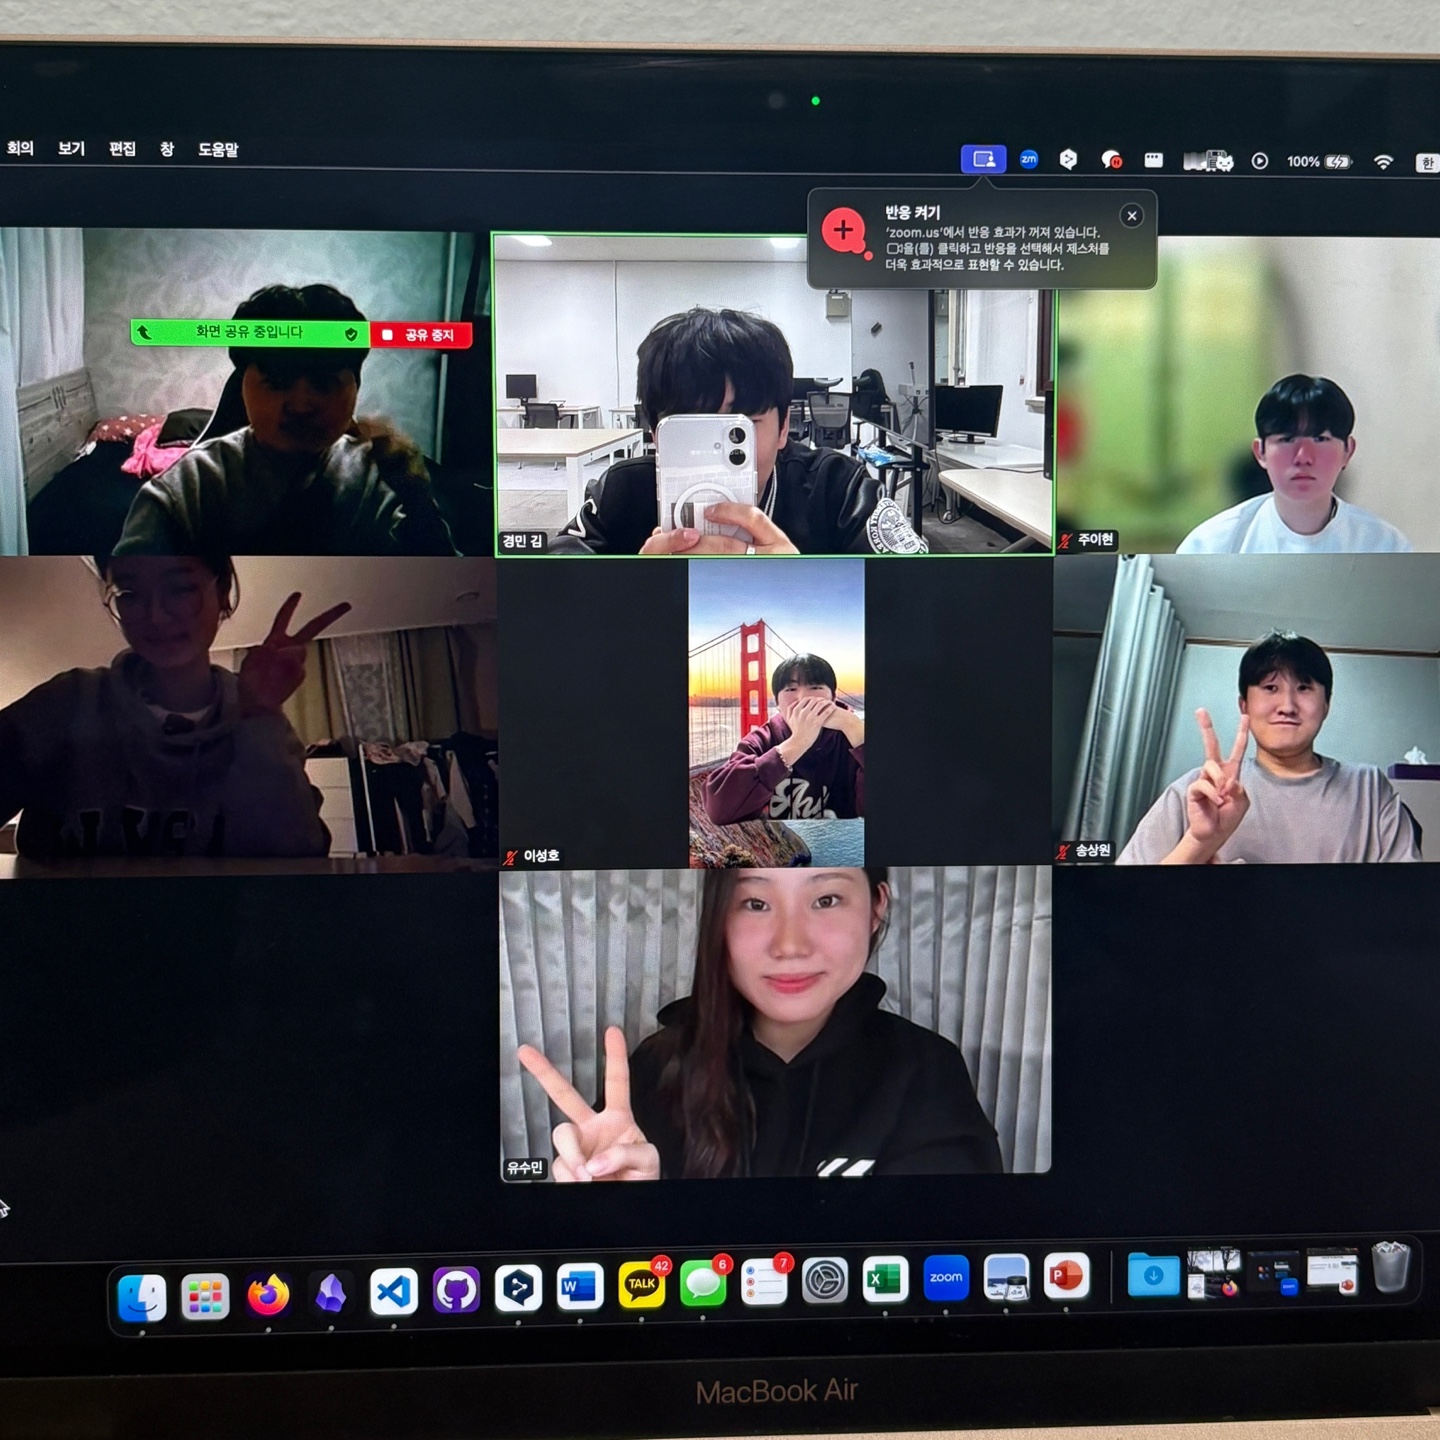 회의 보기 편집 창 도움말
zm
100%
한
반응 켜기
'zoom.us'에서 반응 효과가 꺼져 있습니다.
을(를) 클릭하고 반응을 선택해서 제스처를
더욱 효과적으로 표현할 수 있습니다.
화면 공유 중입니다
공유 중지
경민 김
주이현
이성호
송상원
유수민
W
TALK
42
6
7
X
zoom
P
MacBook Air